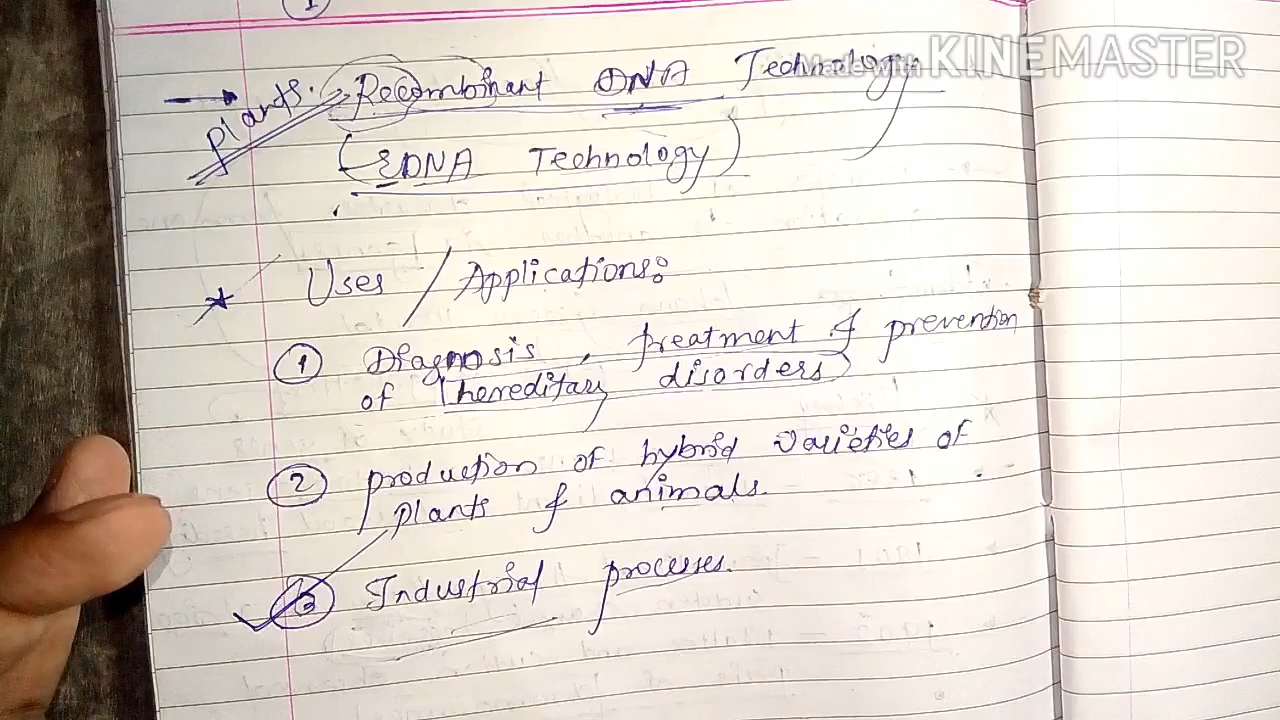 1
KINEMASTER
→ plants. Recombinant DNA Technology
(rDNA Technology)
* Uses / Applications:
① Diagnosis, treatment & prevention
of (hereditary disorders)
② production of hybrid varieties of
plants & animals.
③ Industrial processes.